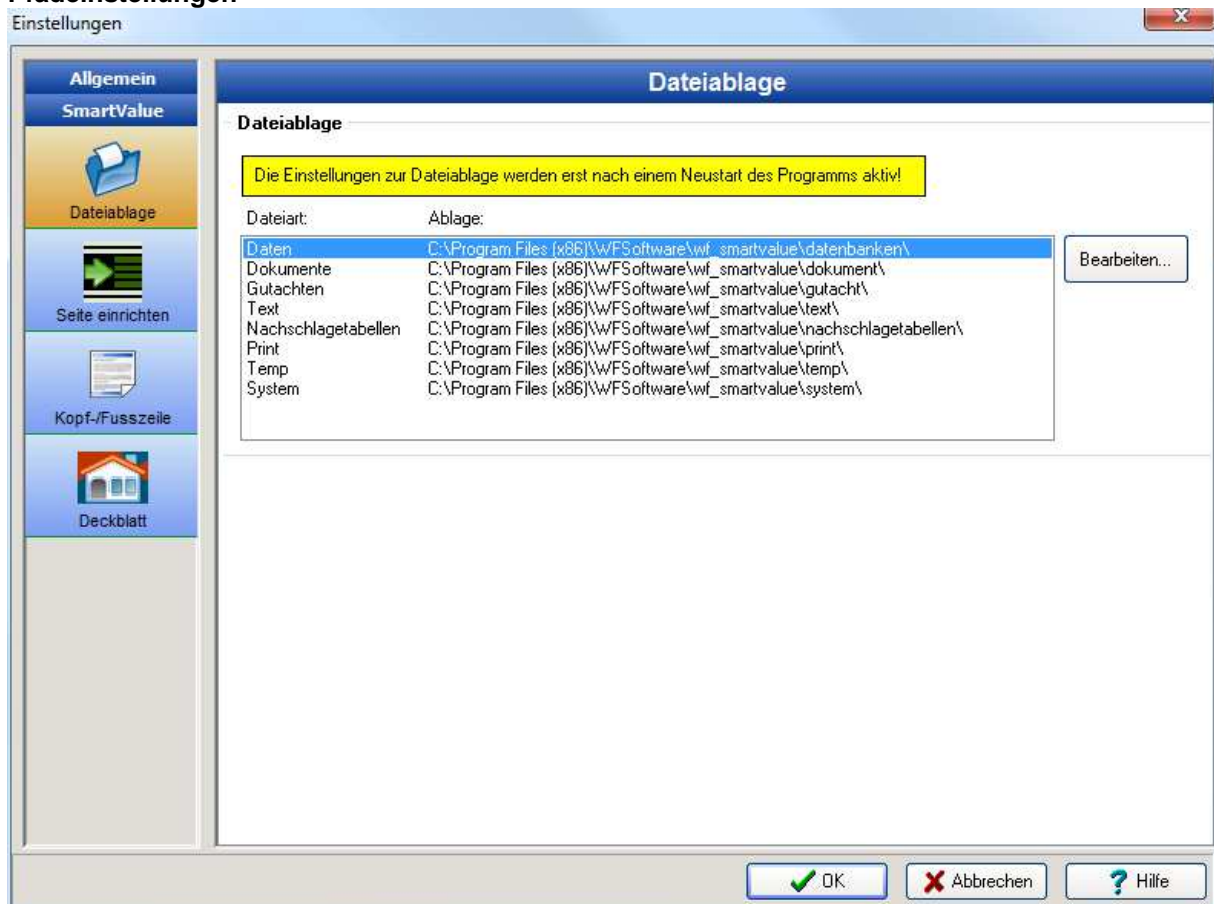 Pfadeinstellungen
Einstellungen
Allgemein
SmartValue
Dateiablage
Seite einrichten
Kopf-/Fusszeile
Deckblatt
Dateiablage
Dateiablage
Die Einstellungen zur Dateiablage werden erst nach einem Neustart des Programms aktiv!
Dateiart: Ablage:
Daten C:\Program Files (x86)\WFSoftware\wf_smartvalue\datenbanken\
Dokumente C:\Program Files (x86)\WFSoftware\wf_smartvalue\dokument\
Gutachten C:\Program Files (x86)\WFSoftware\wf_smartvalue\gutacht\
Text C:\Program Files (x86)\WFSoftware\wf_smartvalue\text\
Nachschlagetabellen C:\Program Files (x86)\WFSoftware\wf_smartvalue\nachschlagetabellen\
Print C:\Program Files (x86)\WFSoftware\wf_smartvalue\print\
Temp C:\Program Files (x86)\WFSoftware\wf_smartvalue\temp\
System C:\Program Files (x86)\WFSoftware\wf_smartvalue\system\
Bearbeiten...
OK
Abbrechen
Hilfe